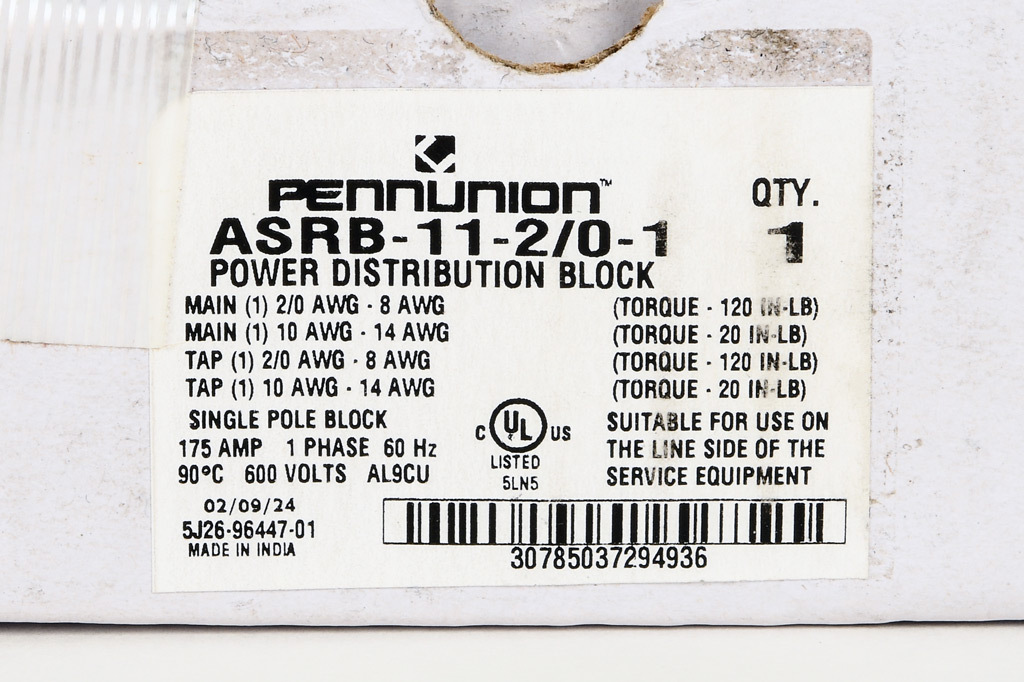 PENNUNION™
ASRB-11-2/0-1
QTY.
1
POWER DISTRIBUTION BLOCK
MAIN (1) 2/0 AWG - 8 AWG (TORQUE - 120 IN-LB)
MAIN (1) 10 AWG - 14 AWG (TORQUE - 20 IN-LB)
TAP (1) 2/0 AWG - 8 AWG (TORQUE - 120 IN-LB)
TAP (1) 10 AWG - 14 AWG (TORQUE - 20 IN-LB)
SINGLE POLE BLOCK
175 AMP 1 PHASE 60 Hz
90°C 600 VOLTS AL9CU
C UL US
LISTED
5LN5
SUITABLE FOR USE ON
THE LINE SIDE OF THE
SERVICE EQUIPMENT
02/09/24
5J26-96447-01
MADE IN INDIA
30785037294936